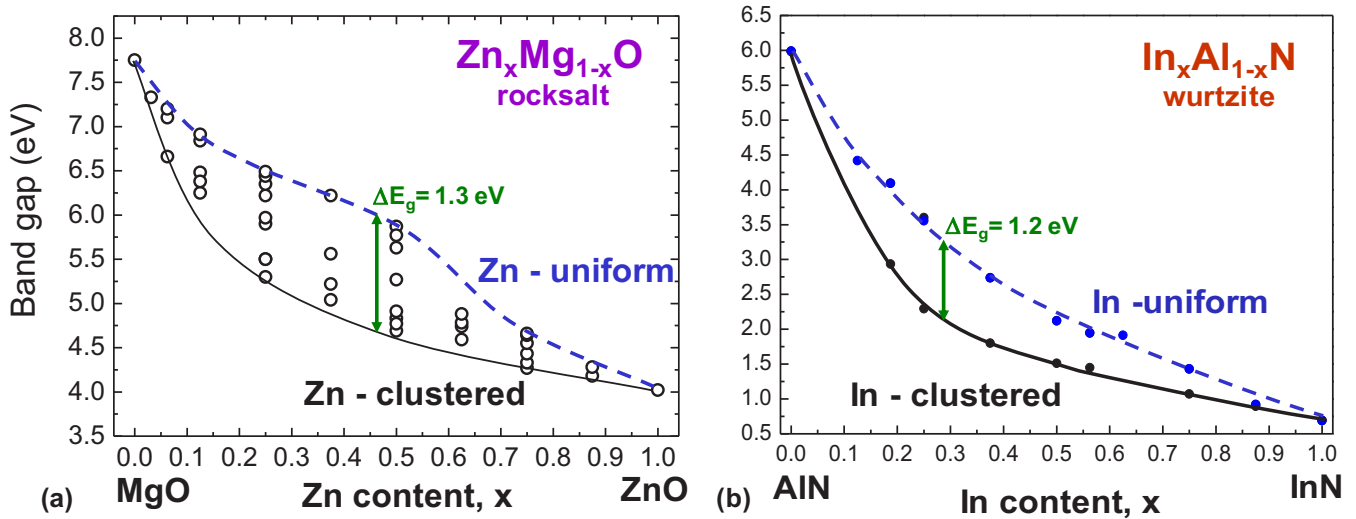 Band gap (eV)
8.0
7.5
7.0
6.5
6.0
5.5
5.0
4.5
4.0
3.5
Zn_xMg_{1-x}O
rocksalt
ΔE_g= 1.3 eV
Zn - uniform
Zn - clustered
0.0 0.1 0.2 0.3 0.4 0.5 0.6 0.7 0.8 0.9 1.0
(a) MgO Zn content, x ZnO
6.5
6.0
5.5
5.0
4.5
4.0
3.5
3.0
2.5
2.0
1.5
1.0
0.5
In_xAl_{1-x}N
wurtzite
ΔE_g= 1.2 eV
In -uniform
In - clustered
0.0 0.1 0.2 0.3 0.4 0.5 0.6 0.7 0.8 0.9 1.0
(b) AlN In content, x InN